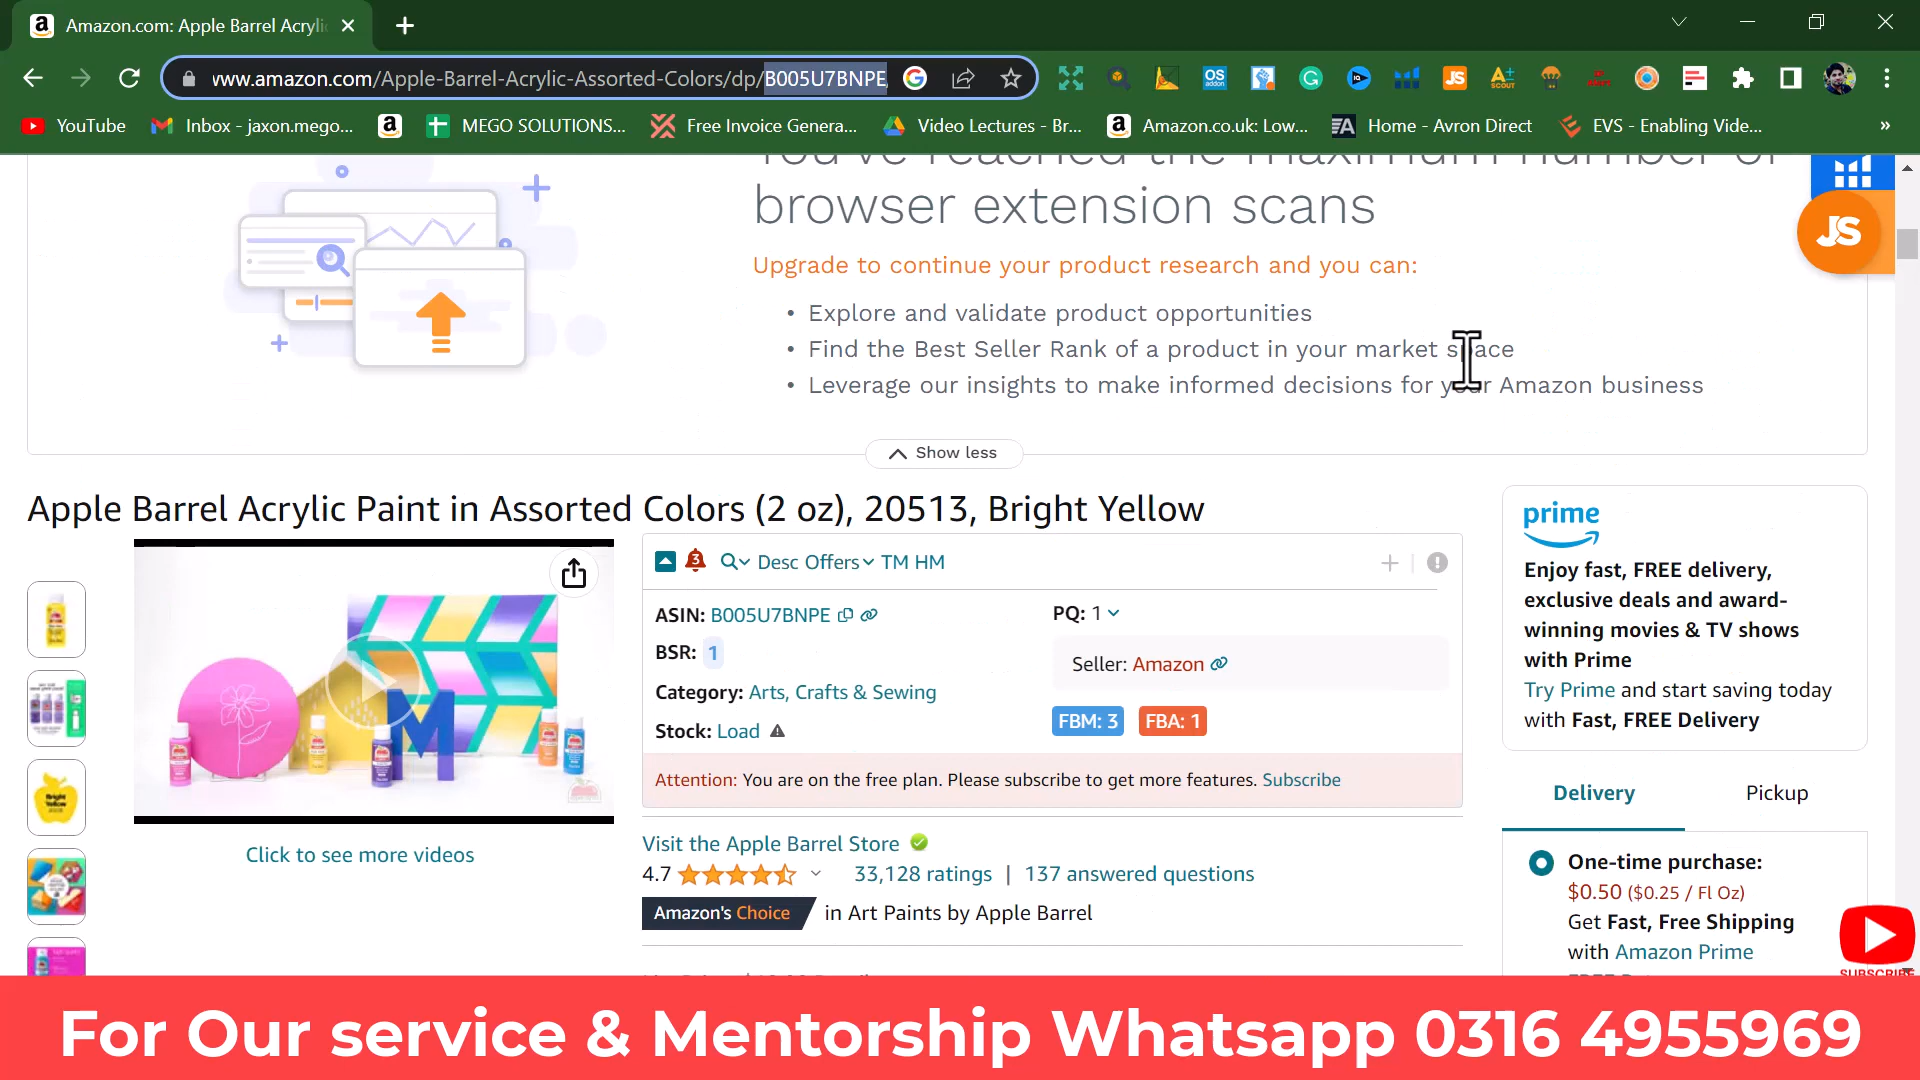 Amazon.com: Apple Barrel Acryli
www.amazon.com/Apple-Barrel-Acrylic-Assorted-Colors/dp/B005U7BNPE
YouTube
Inbox - jaxon.mego...
MEGO SOLUTIONS...
Free Invoice Genera...
Video Lectures - Br...
Amazon.co.uk: Low...
Home - Avron Direct
EVS - Enabling Vide...
You've reached the maximum number of
browser extension scans
Upgrade to continue your product research and you can:
• Explore and validate product opportunities
• Find the Best Seller Rank of a product in your market space
• Leverage our insights to make informed decisions for your Amazon business
JS
Show less
Apple Barrel Acrylic Paint in Assorted Colors (2 oz), 20513, Bright Yellow
3 Desc Offers TM HM
ASIN: B005U7BNPE
PQ: 1
BSR: 1
Seller: Amazon
Category: Arts, Crafts & Sewing
FBM: 3 FBA: 1
Stock: Load
Attention: You are on the free plan. Please subscribe to get more features. Subscribe
M
Click to see more videos
Visit the Apple Barrel Store
4.7 33,128 ratings | 137 answered questions
Amazon's Choice in Art Paints by Apple Barrel
prime
Enjoy fast, FREE delivery,
exclusive deals and award-
winning movies & TV shows
with Prime
Try Prime and start saving today
with Fast, FREE Delivery
Delivery
Pickup
One-time purchase:
$0.50 ($0.25 / Fl Oz)
Get Fast, Free Shipping
with Amazon Prime
SUBSCRIBE
For Our service & Mentorship Whatsapp 0316 4955969